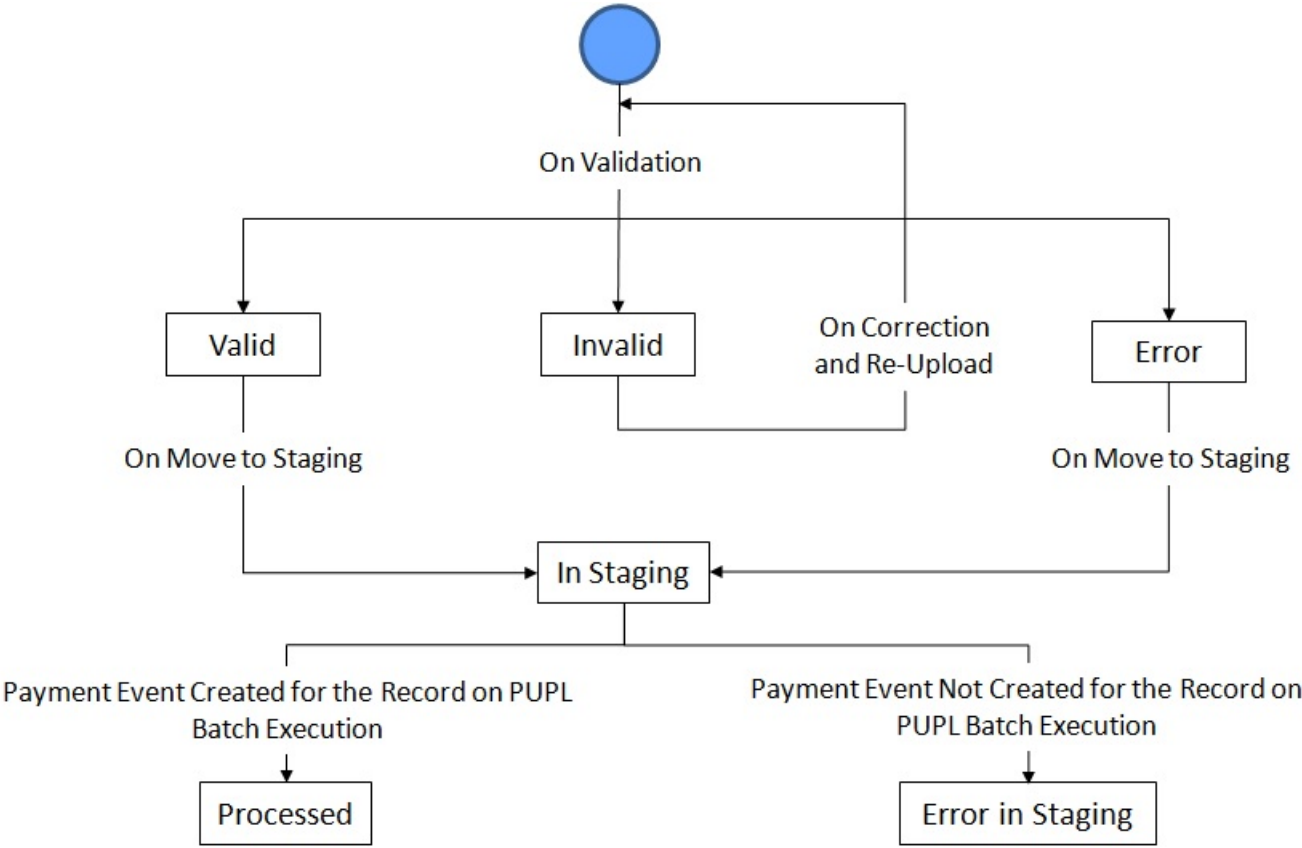 On Validation
Valid
Invalid
On Correction
and Re-Upload
Error
On Move to Staging
On Move to Staging
In Staging
Payment Event Created for the Record on PUPL
Batch Execution
Payment Event Not Created for the Record on
PUPL Batch Execution
Processed
Error in Staging